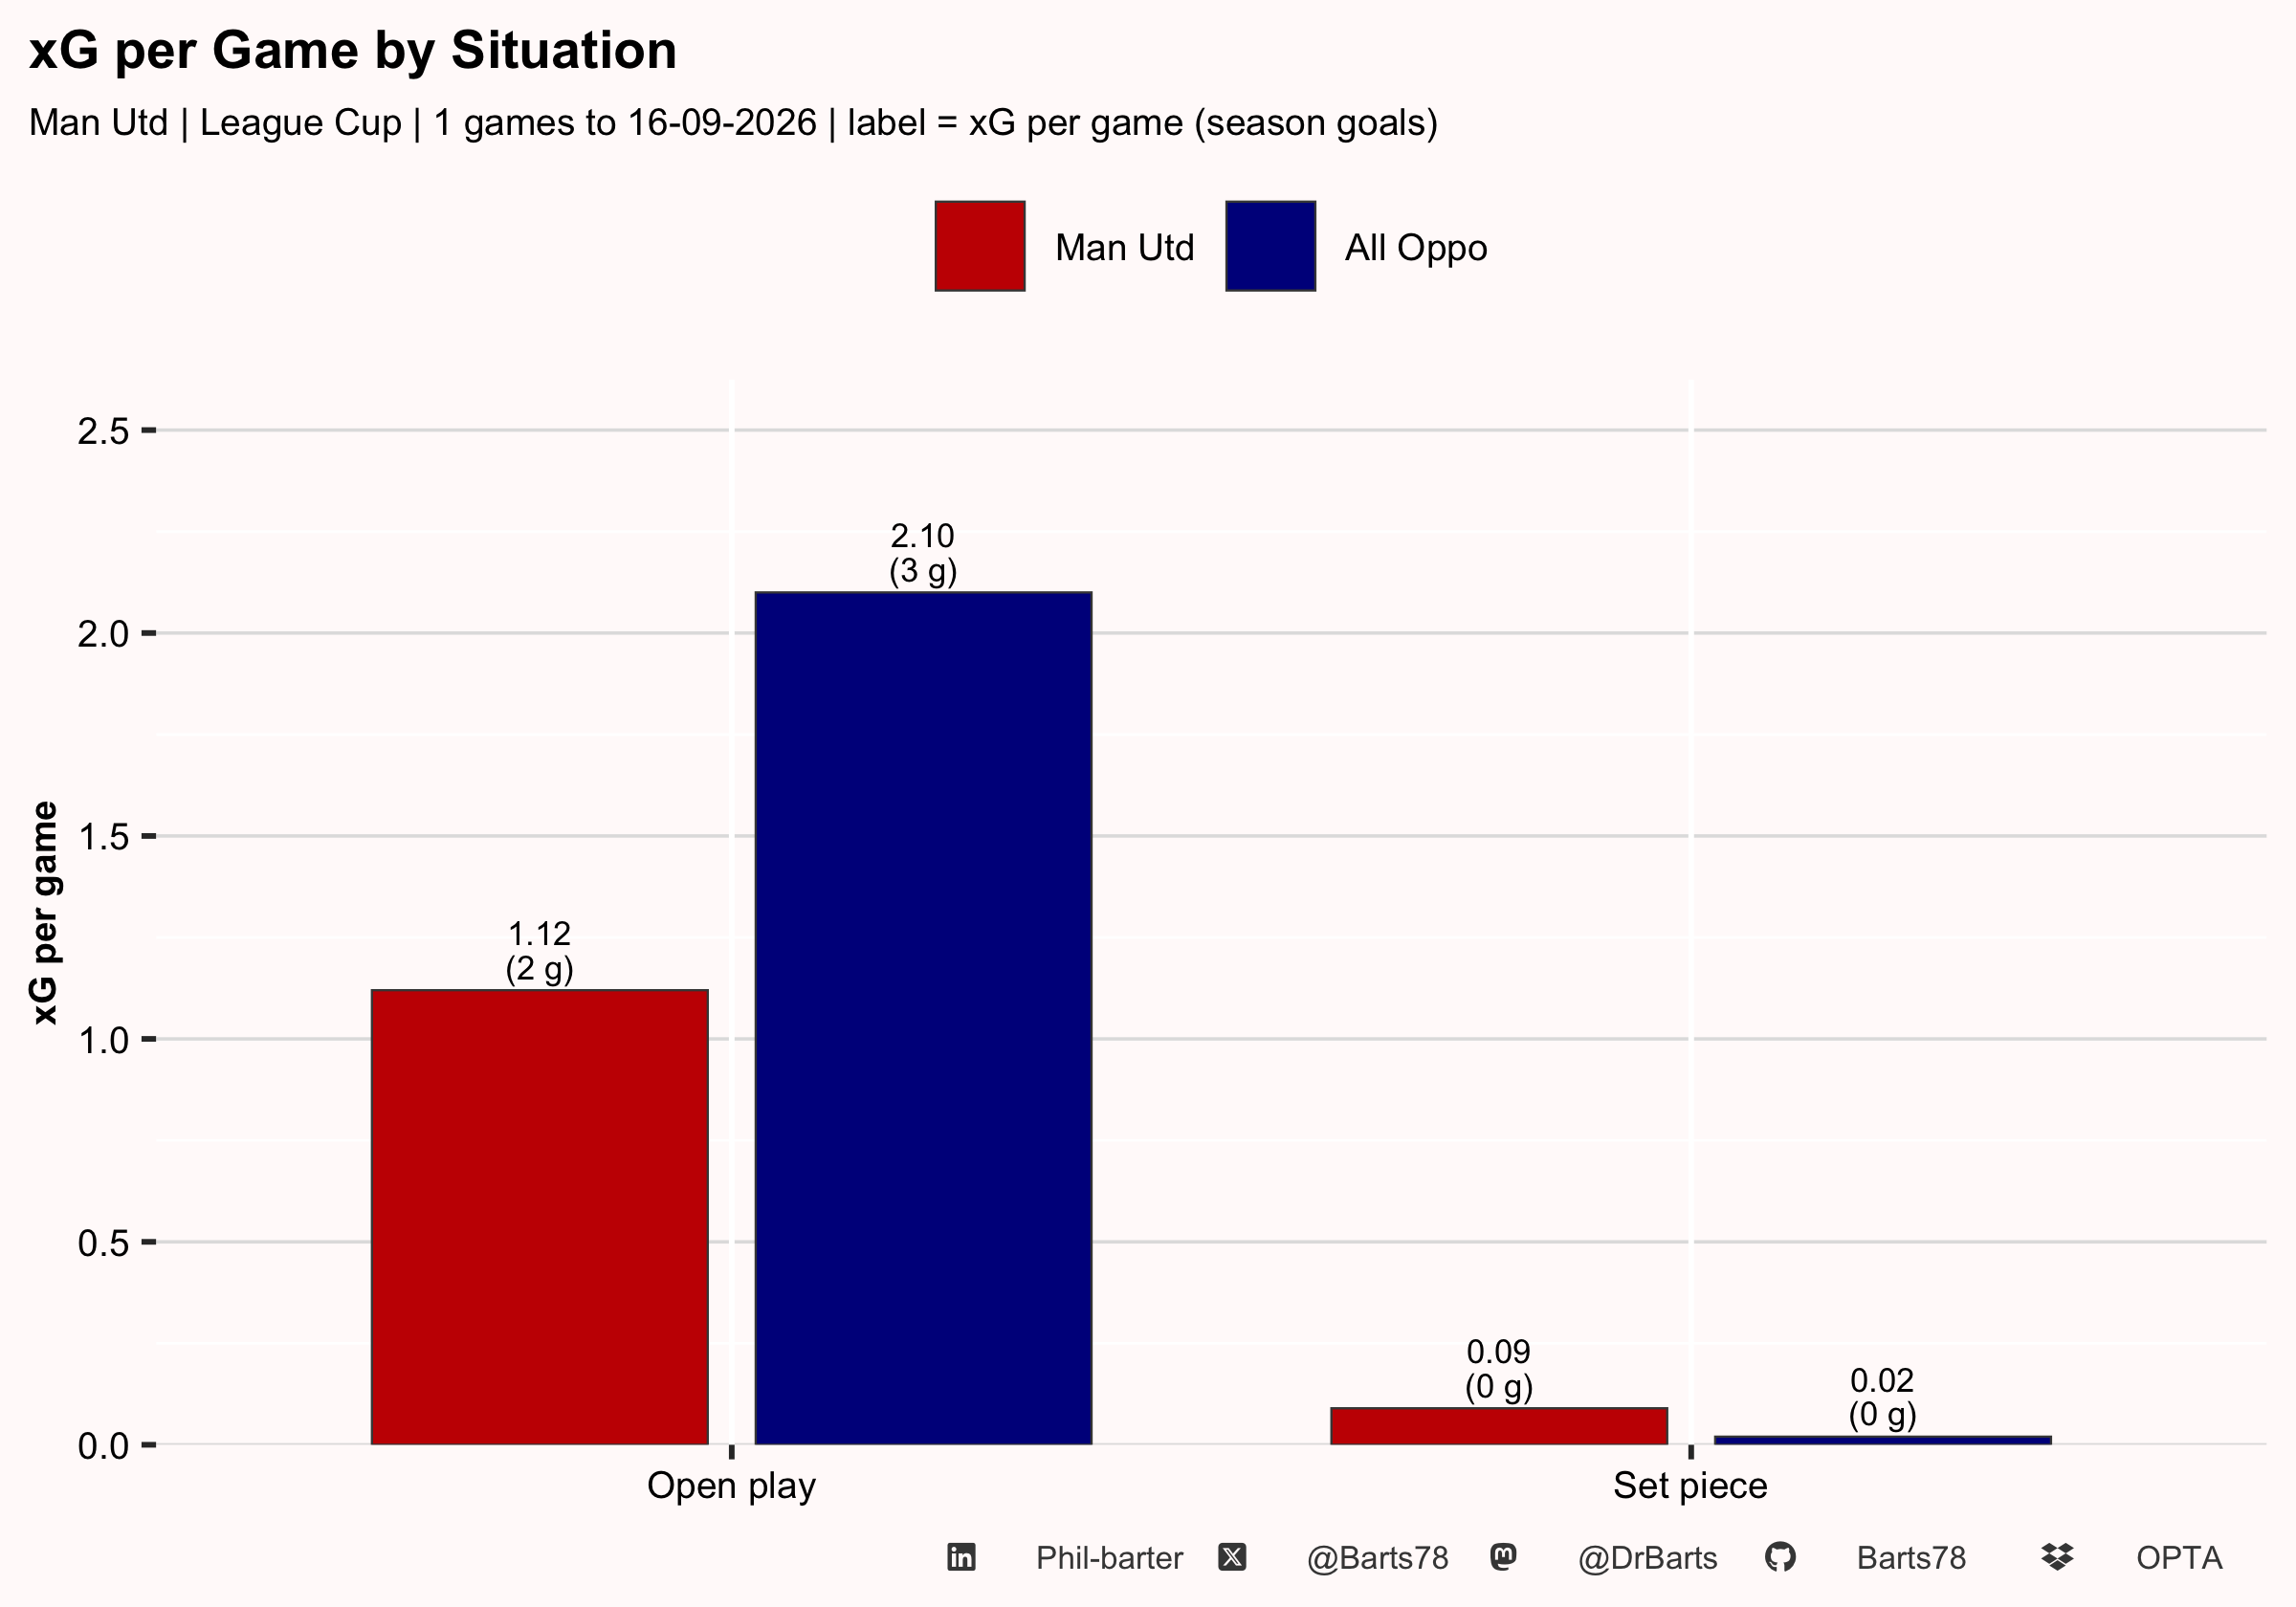 xG per Game by Situation
Man Utd | League Cup | 1 games to 16-09-2026 | label = xG per game (season goals)
Man Utd
All Oppo
xG per game
2.5
2.0
1.5
1.0
0.5
0.0
1.12
(2 g)
2.10
(3 g)
0.09
(0 g)
0.02
(0 g)
Open play
Set piece
Phil-barter @Barts78 @DrBarts Barts78 OPTA